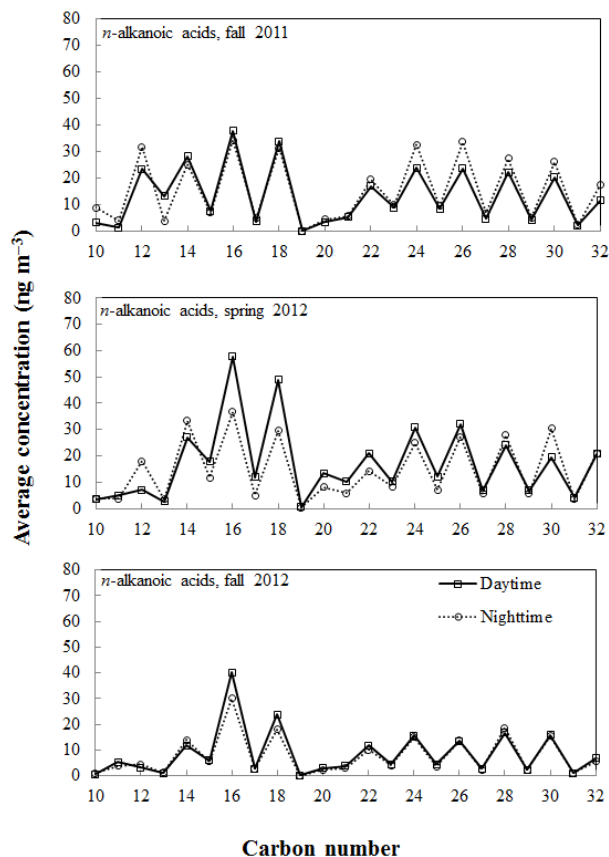 Average concentration (ng m⁻³)
n-alkanoic acids, fall 2011
80
70
60
50
40
30
20
10
0
10 12 14 16 18 20 22 24 26 28 30 32
n-alkanoic acids, spring 2012
80
70
60
50
40
30
20
10
0
10 12 14 16 18 20 22 24 26 28 30 32
n-alkanoic acids, fall 2012
Daytime
Nighttime
80
70
60
50
40
30
20
10
0
10 12 14 16 18 20 22 24 26 28 30 32
Carbon number